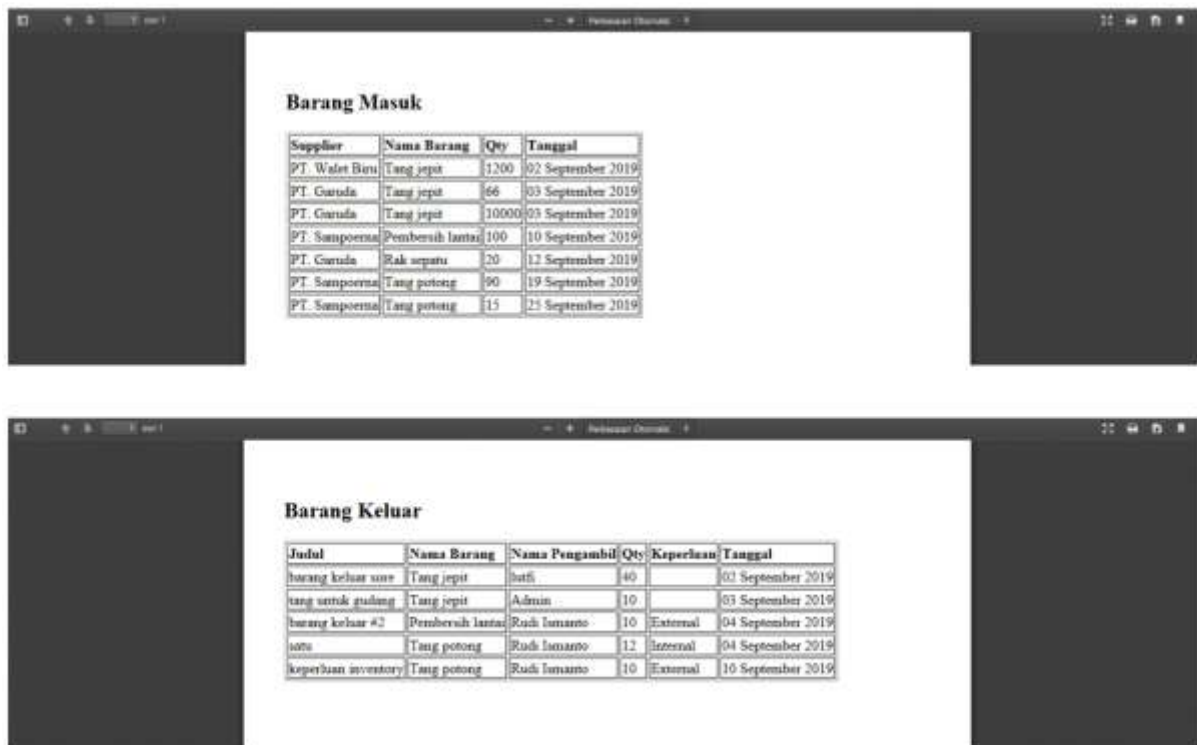 Barang Masuk
Supplier Nama Barang Qty Tanggal
PT. Walet Biru Tang jepit 1200 02 September 2019
PT. Garuda Tang jepit 66 03 September 2019
PT. Garuda Tang jepit 10000 03 September 2019
PT. Sampoerna Pembersih lantai 100 10 September 2019
PT. Garuda Rak sepatu 20 12 September 2019
PT. Sampoerna Tang potong 90 19 September 2019
PT. Sampoerna Tang potong 15 25 September 2019
Barang Keluar
Judul Nama Barang Nama Pengambil Qty Keperluan Tanggal
barang keluar sore Tang jepit lutfi 40 02 September 2019
tang untuk gudang Tang jepit Admin 10 03 September 2019
barang keluar #2 Pembersih lantai Rudi Ismanto 10 External 04 September 2019
satu Tang potong Rudi Ismanto 12 Internal 04 September 2019
keperluan inventory Tang potong Rudi Ismanto 10 External 10 September 2019